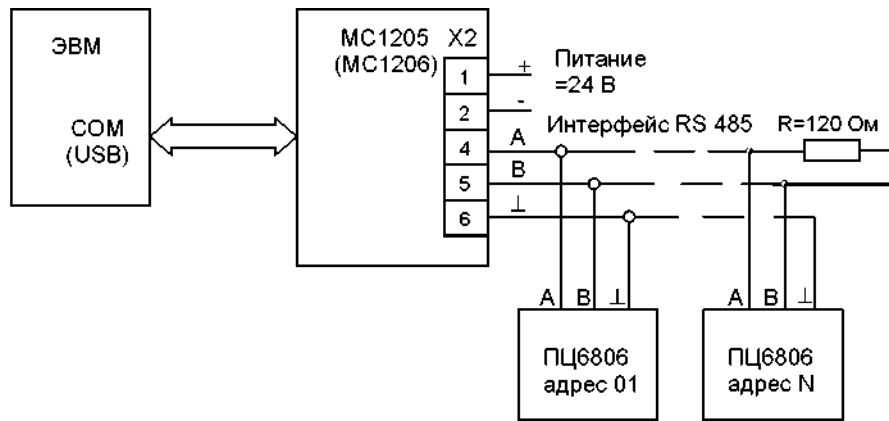 ЭВМ
COM
(USB)
МС1205 X2
(МС1206)
1
2
4
5
6
+
-
Питание
=24 В
A
B
⊥
Интерфейс RS 485
R=120 Ом
A B ⊥
ПЦ6806
адрес 01
A B ⊥
ПЦ6806
адрес N